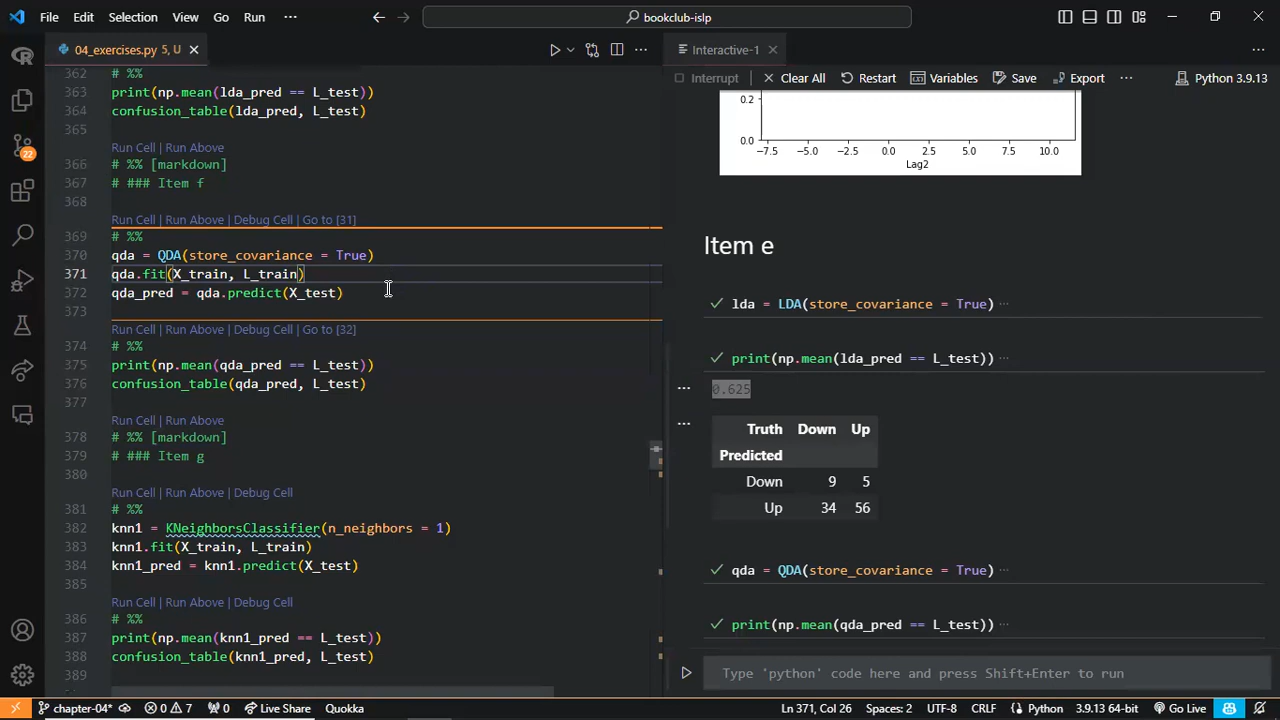 File Edit Selection View Go Run ··· bookclub-islp
04_exercises.py 5, U
Interactive-1
Interrupt Clear All Restart Variables Save Export ··· Python 3.9.13
362 # %%
363 print(np.mean(lda_pred == L_test))
364 confusion_table(lda_pred, L_test)
365
Run Cell | Run Above
366 # %% [markdown]
367 # ### Item f
368
Run Cell | Run Above | Debug Cell | Go to [31]
369 # %%
370 qda = QDA(store_covariance = True)
371 qda.fit(X_train, L_train)
372 qda_pred = qda.predict(X_test)
373
Run Cell | Run Above | Debug Cell | Go to [32]
374 # %%
375 print(np.mean(qda_pred == L_test))
376 confusion_table(qda_pred, L_test)
377
Run Cell | Run Above
378 # %% [markdown]
379 # ### Item g
380
Run Cell | Run Above | Debug Cell
381 # %%
382 knn1 = KNeighborsClassifier(n_neighbors = 1)
383 knn1.fit(X_train, L_train)
384 knn1_pred = knn1.predict(X_test)
385
Run Cell | Run Above | Debug Cell
386 # %%
387 print(np.mean(knn1_pred == L_test))
388 confusion_table(knn1_pred, L_test)
389
0.2
0.0
−7.5 −5.0 −2.5 0.0 2.5 5.0 7.5 10.0
Lag2
Item e
lda = LDA(store_covariance = True) ···
print(np.mean(lda_pred == L_test)) ···
0.625
Truth Down Up
Predicted
Down 9 5
Up 34 56
qda = QDA(store_covariance = True) ···
print(np.mean(qda_pred == L_test)) ···
Type 'python' code here and press Shift+Enter to run
22
chapter-04* 0 7 Live Share Quokka Ln 371, Col 26 Spaces: 2 UTF-8 CRLF Python 3.9.13 64-bit Go Live